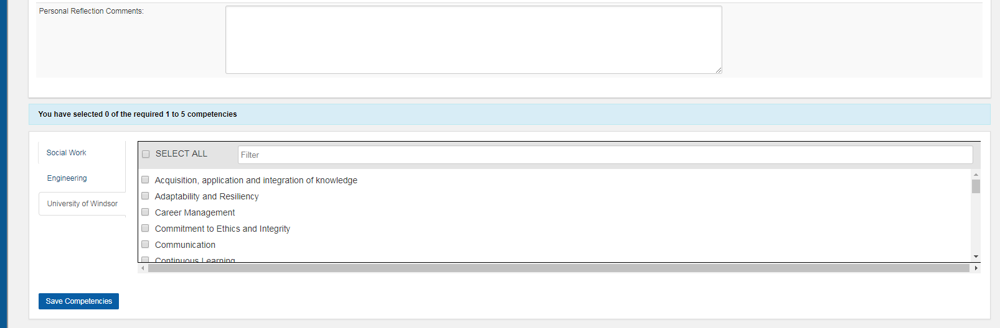 Personal Reflection Comments:
You have selected 0 of the required 1 to 5 competencies
Social Work
Engineering
University of Windsor
SELECT ALL
Filter
Acquisition, application and integration of knowledge
Adaptability and Resiliency
Career Management
Commitment to Ethics and Integrity
Communication
Continuous Learning
Save Competencies